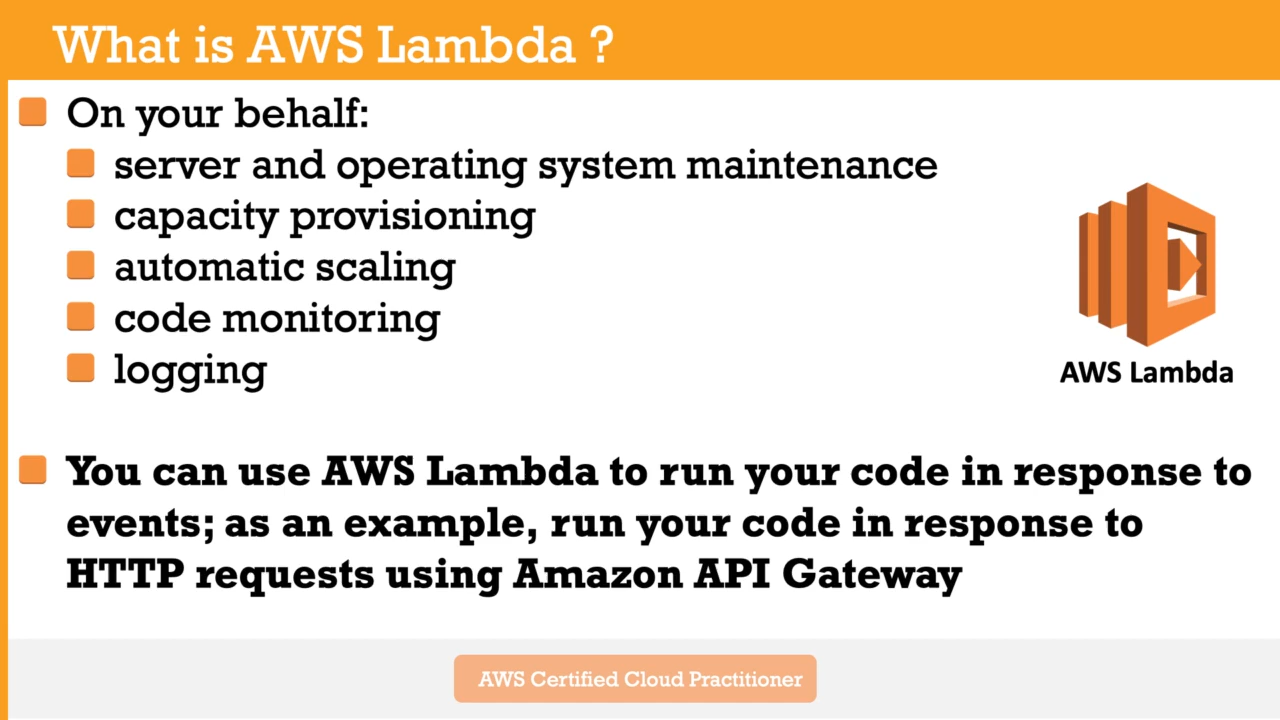 What is AWS Lambda ?
On your behalf:
server and operating system maintenance
capacity provisioning
automatic scaling
code monitoring
logging
AWS Lambda
You can use AWS Lambda to run your code in response to
events; as an example, run your code in response to
HTTP requests using Amazon API Gateway
AWS Certified Cloud Practitioner